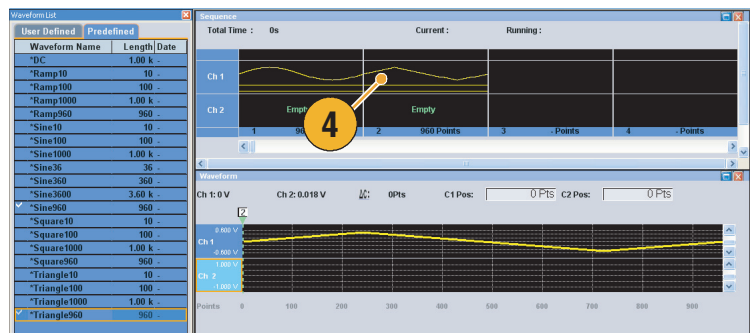 Waveform List
User Defined Predefined
Waveform Name Length Date
*DC 1.00 k -
*Ramp10 10 -
*Ramp100 100 -
*Ramp1000 1.00 k -
*Ramp960 960 -
*Sine10 10 -
*Sine100 100 -
*Sine1000 1.00 k -
*Sine36 36 -
*Sine360 360 -
*Sine3600 3.60 k -
*Sine960 960 -
*Square10 10 -
*Square100 100 -
*Square1000 1.00 k -
*Square960 960 -
*Triangle10 10 -
*Triangle100 100 -
*Triangle1000 1.00 k -
*Triangle960 960 -
Sequence
Total Time : 0s Current : Running :
Ch 1
4
Ch 2 Empty
1 2 960 Points 3 - Points 4 - Points
Waveform
Ch 1: 0 V Ch 2: 0.018 V 0Pts C1 Pos: 0 Pts C2 Pos: 0 Pts
2
0.600 V
Ch 1
-0.600 V
1.000 V
Ch 2
-1.000 V
Points 0 100 200 300 400 500 600 700 800 900